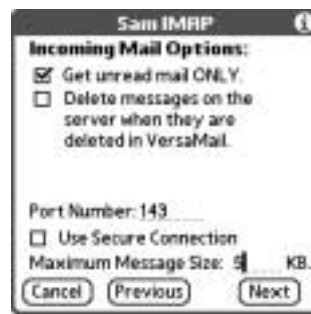 Sam IMAP
Incoming Mail Options:
Get unread mail ONLY.
Delete messages on the
server when they are
deleted in VersaMail.
Port Number: 143
Use Secure Connection
Maximum Message Size: 5 KB.
Cancel Previous Next